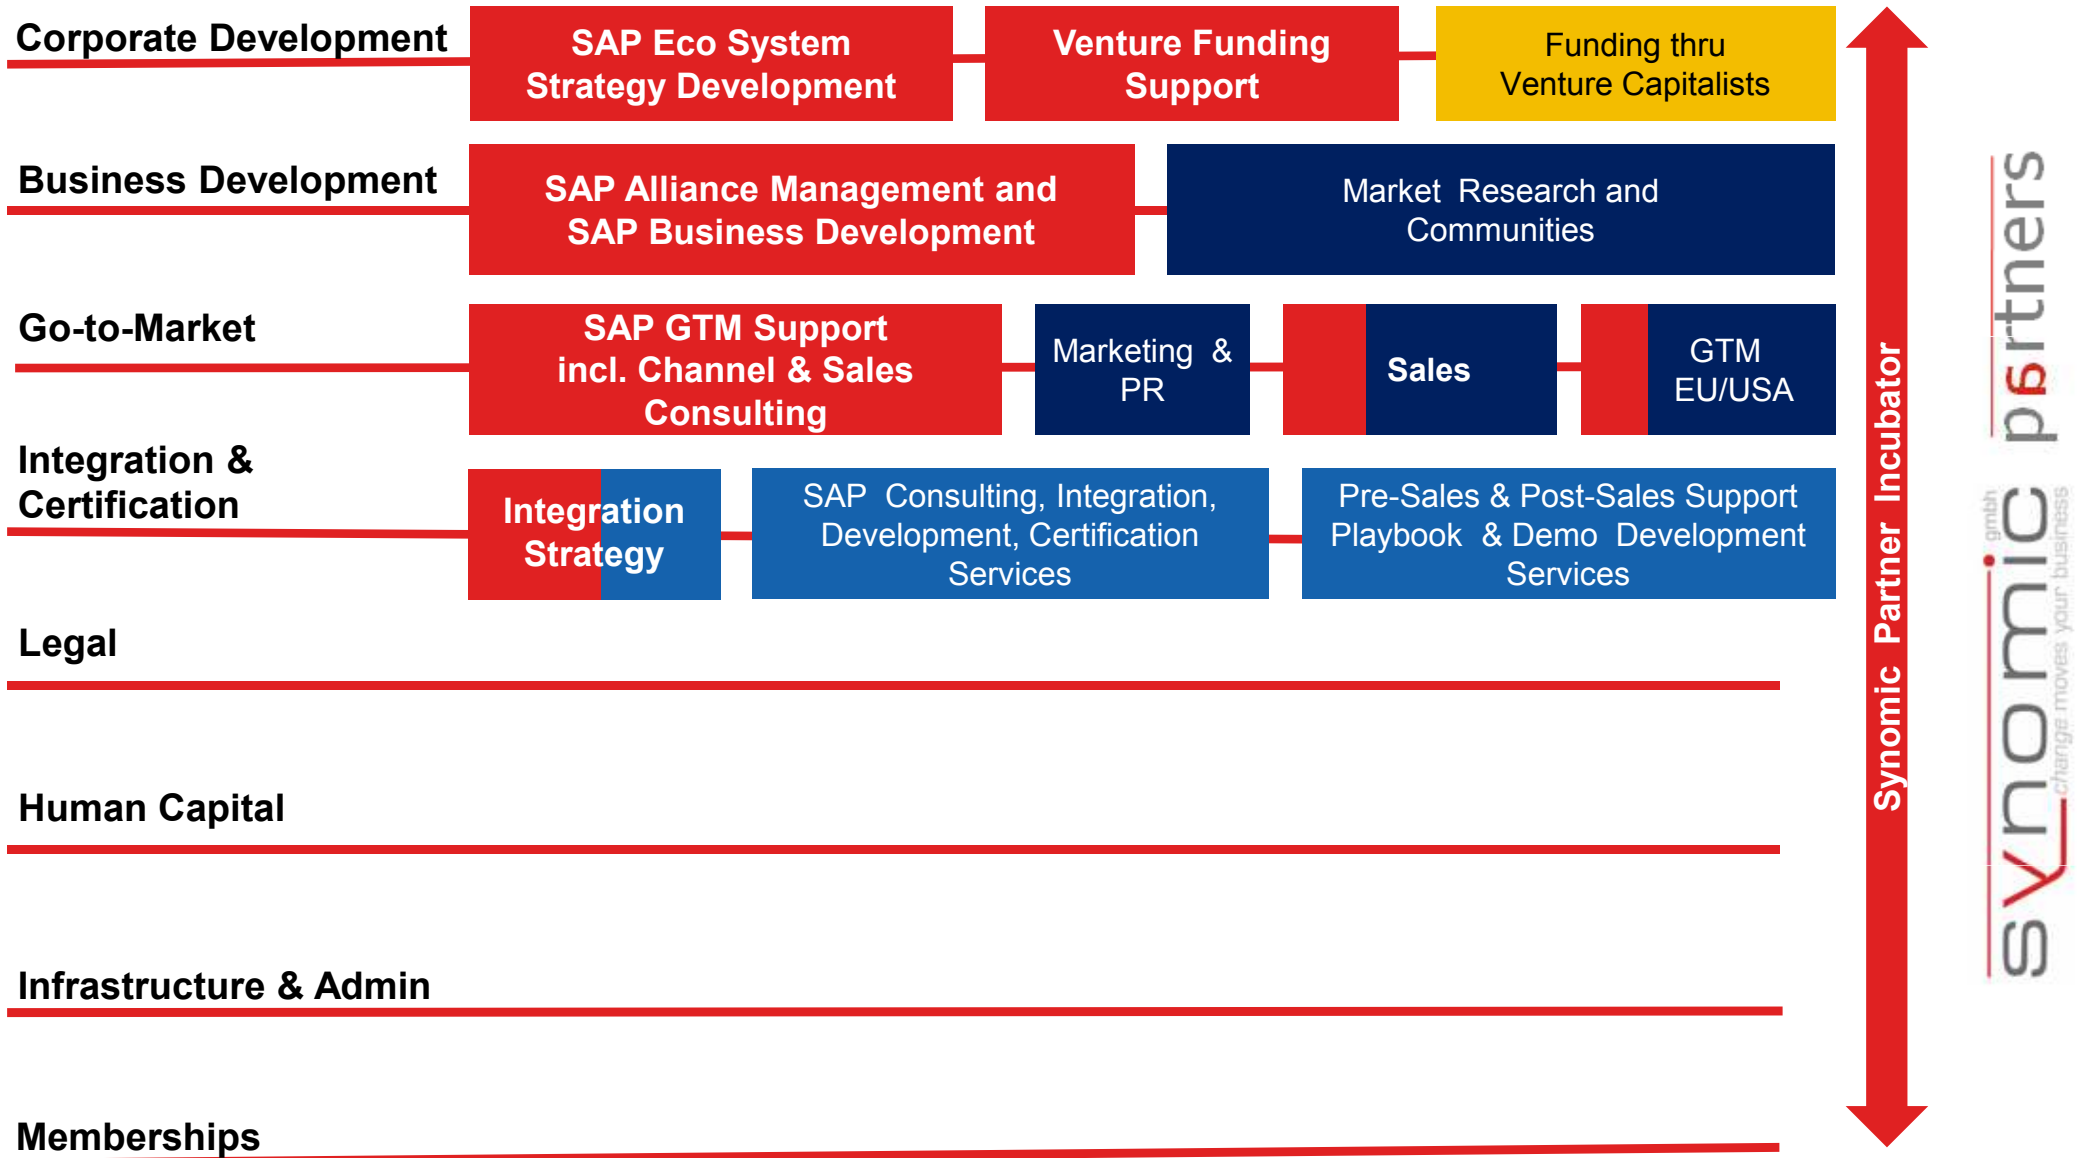 Corporate Development
SAP Eco System
Strategy Development
Venture Funding
Support
Funding thru
Venture Capitalists
Business Development
SAP Alliance Management and
SAP Business Development
Market Research and
Communities
Go-to-Market
SAP GTM Support
incl. Channel & Sales
Consulting
Marketing &
PR
Sales
GTM
EU/USA
Integration &
Certification
Integration
Strategy
SAP Consulting, Integration,
Development, Certification
Services
Pre-Sales & Post-Sales Support
Playbook & Demo Development
Services
Legal
Human Capital
Infrastructure & Admin
Memberships
Synomic Partner Incubator
synomic partners
gmbh
change moves your business